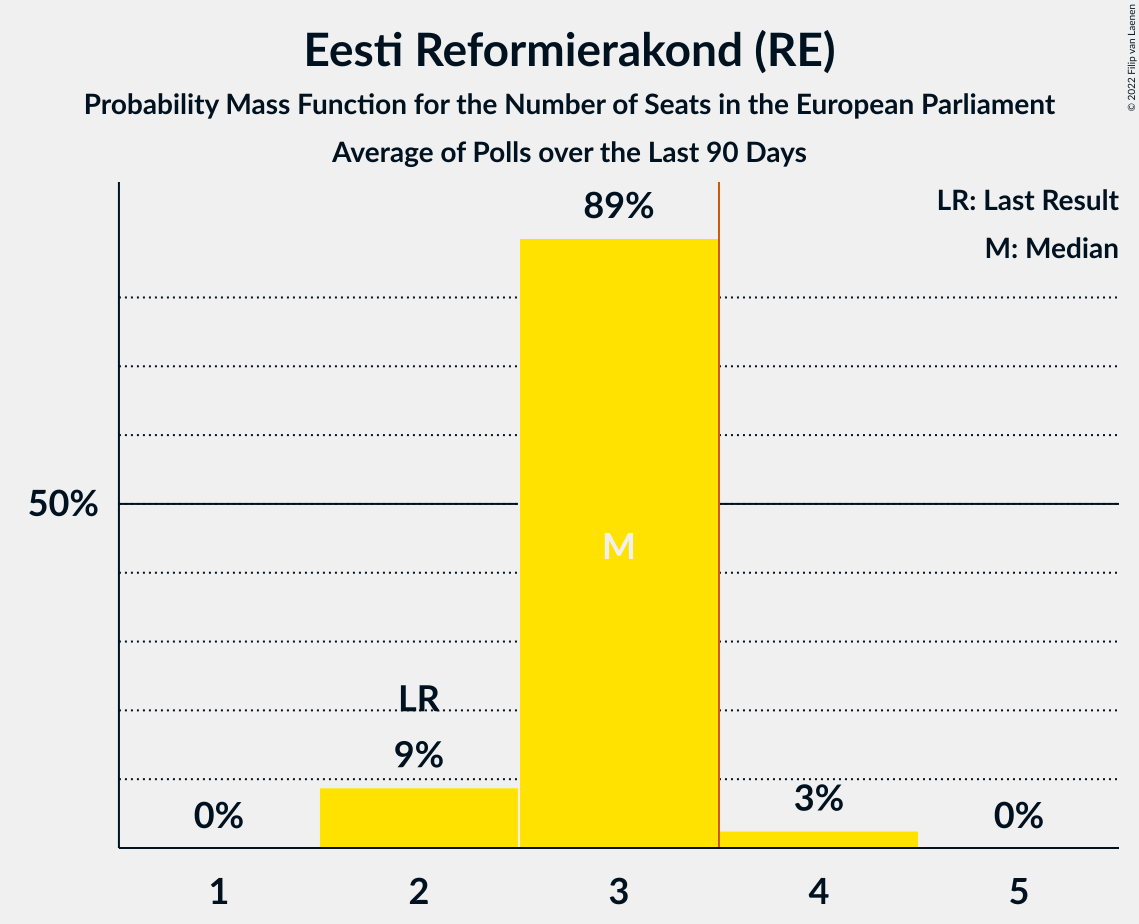 Eesti Reformierakond (RE)
Probability Mass Function for the Number of Seats in the European Parliament
Average of Polls over the Last 90 Days
© 2022 Filip van Laenen
LR: Last Result
M: Median
89%
50%
M
LR
9%
0%
3%
0%
1 2 3 4 5